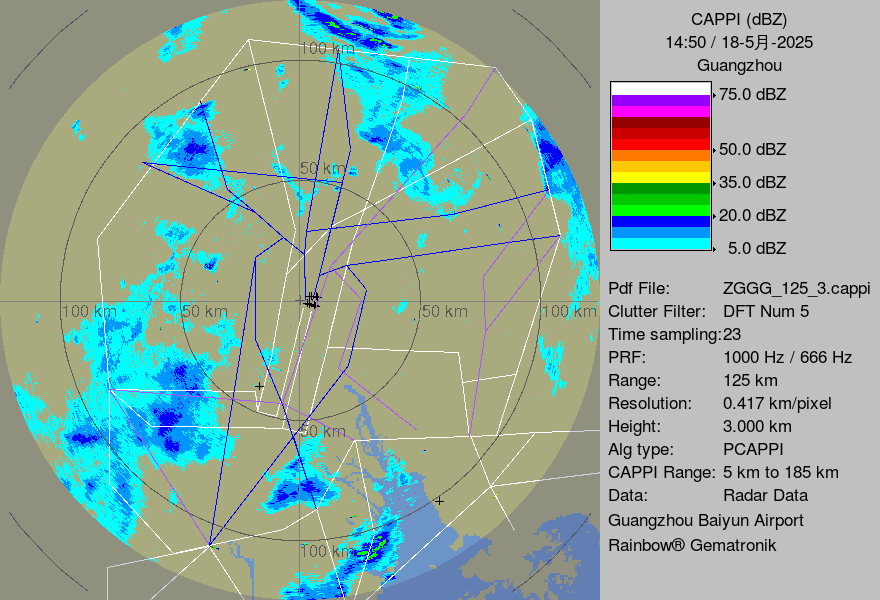 CAPPI (dBZ)
14:50 / 18-5月-2025
Guangzhou
75.0 dBZ
50.0 dBZ
35.0 dBZ
20.0 dBZ
5.0 dBZ
Pdf File: ZGGG_125_3.cappi
Clutter Filter: DFT Num 5
Time sampling:23
PRF: 1000 Hz / 666 Hz
Range: 125 km
Resolution: 0.417 km/pixel
Height: 3.000 km
Alg type: PCAPPI
CAPPI Range: 5 km to 185 km
Data: Radar Data
Guangzhou Baiyun Airport
Rainbow® Gematronik
100 km
50 km
100 km
50 km
50 km
100 km
50 km
100 km